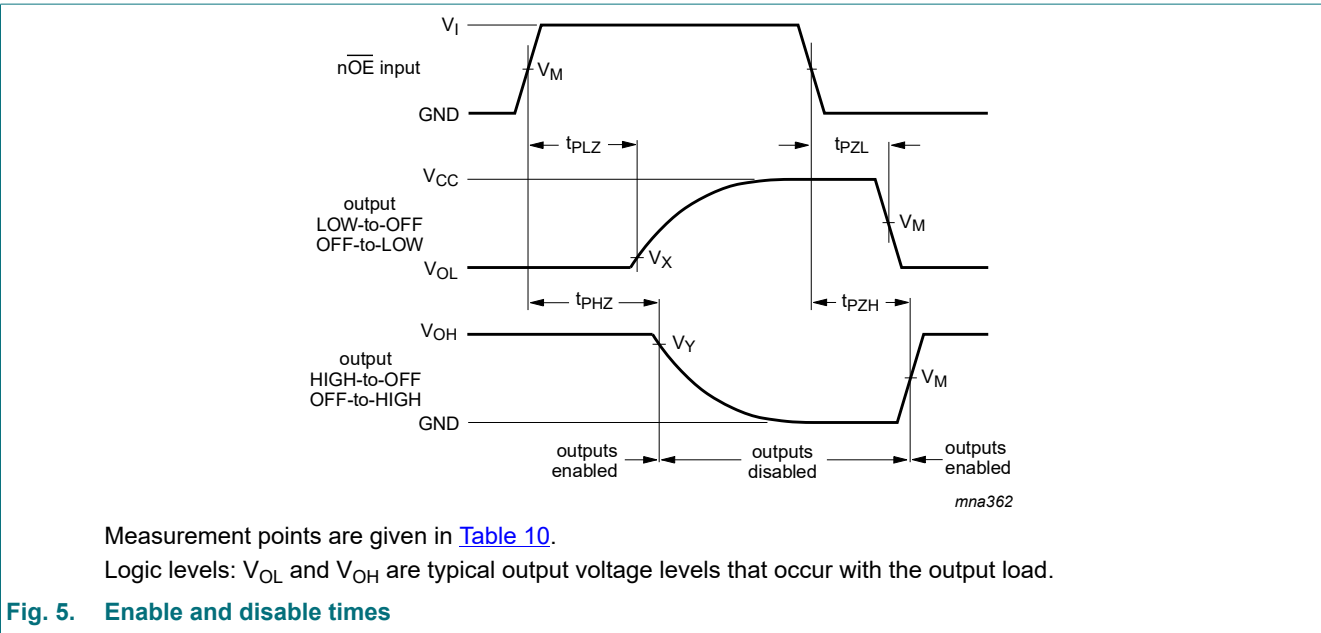 V_I
nOE input
V_M
GND
t_PLZ
t_PZL
V_CC
output
LOW-to-OFF
OFF-to-LOW
V_M
V_X
V_OL
t_PHZ
t_PZH
V_OH
V_Y
output
HIGH-to-OFF
OFF-to-HIGH
V_M
GND
outputs
enabled
outputs
disabled
outputs
enabled
mna362
Measurement points are given in Table 10.
Logic levels: V_OL and V_OH are typical output voltage levels that occur with the output load.
Fig. 5. Enable and disable times